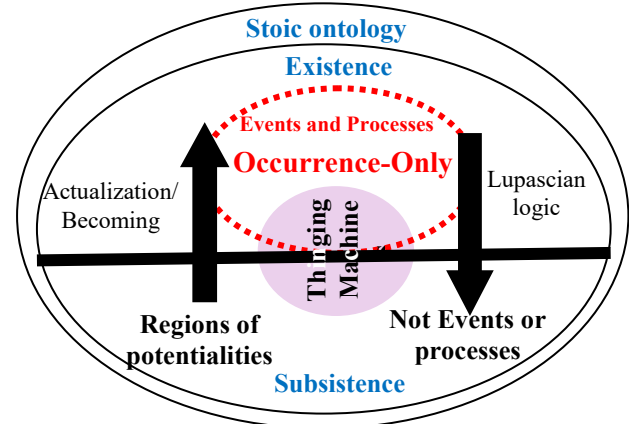 Stoic ontology
Existence
Events and Processes
Occurrence-Only
Actualization/
Becoming
Lupascian
logic
Thinging
Machine
Regions of
potentialities
Not Events or
processes
Subsistence